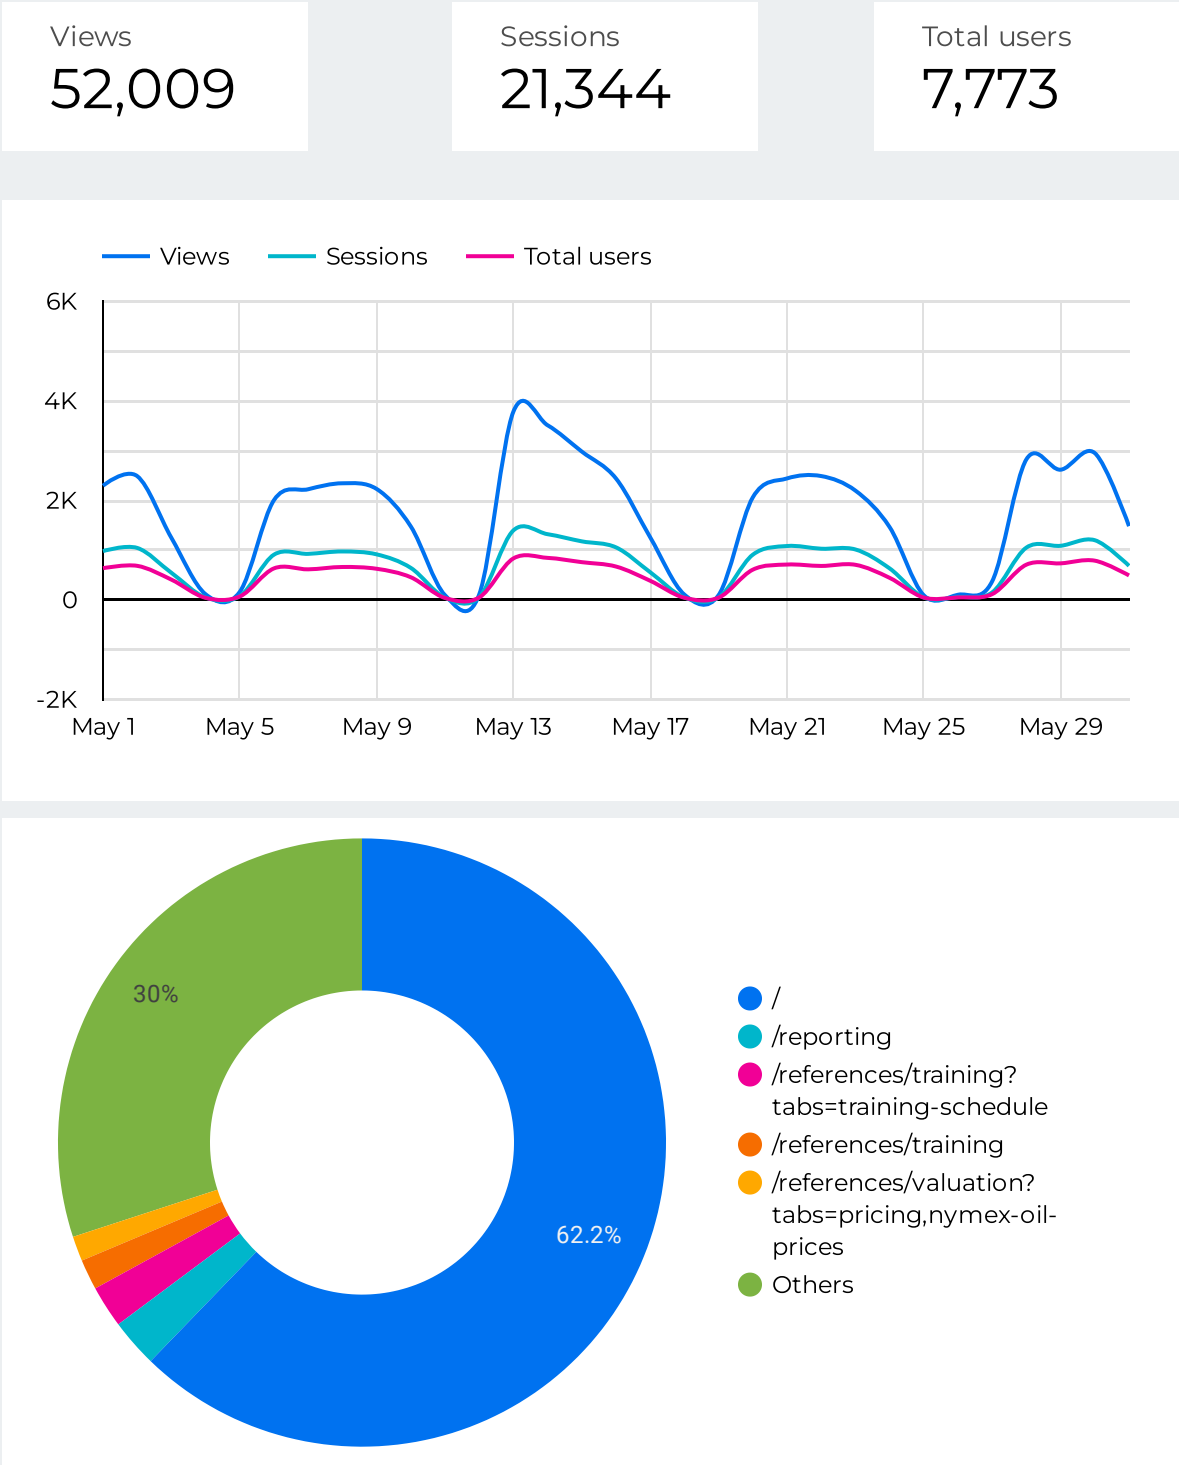 Views
52,009
Sessions
21,344
Total users
7,773
Views
Sessions
Total users
6K
4K
2K
0
-2K
May 1
May 5
May 9
May 13
May 17
May 21
May 25
May 29
30%
62.2%
/
/reporting
/references/training?
tabs=training-schedule
/references/training
/references/valuation?
tabs=pricing,nymex-oil-
prices
Others